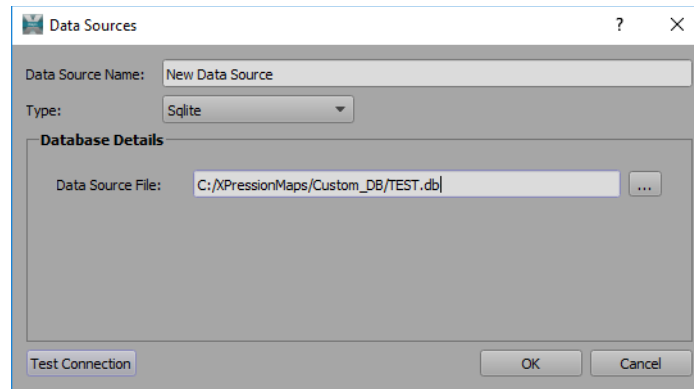 Data Sources ? X
Data Source Name: New Data Source
Type: Sqlite
Database Details
Data Source File: C:/XPressionMaps/Custom_DB/TEST.db ...
Test Connection OK Cancel